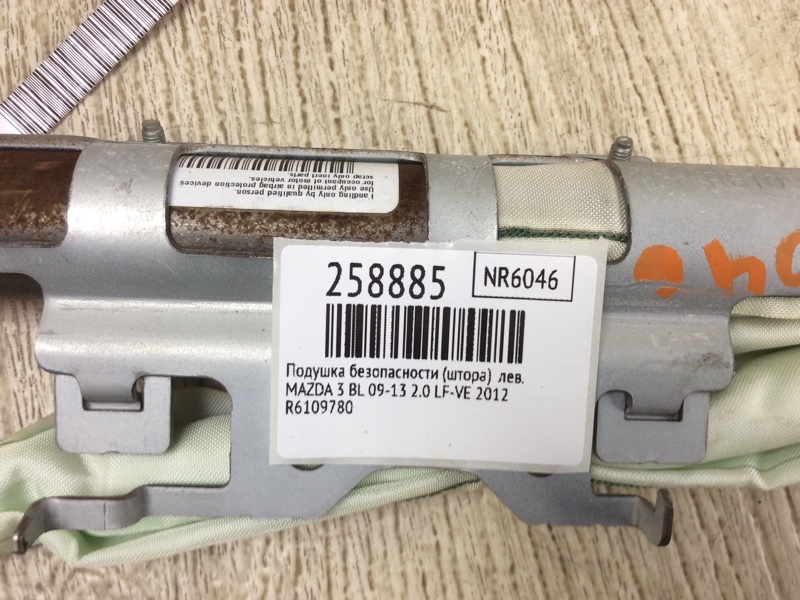 258885
NR6046
Подушка безопасности (штора) лев.
MAZDA 3 BL 09-13 2.0 LF-VE 2012
R6109780
Handling only by qualified person.
Use only permitted in airbag protection devices
for occupant of motor vehicles.
scrap only inert parts.